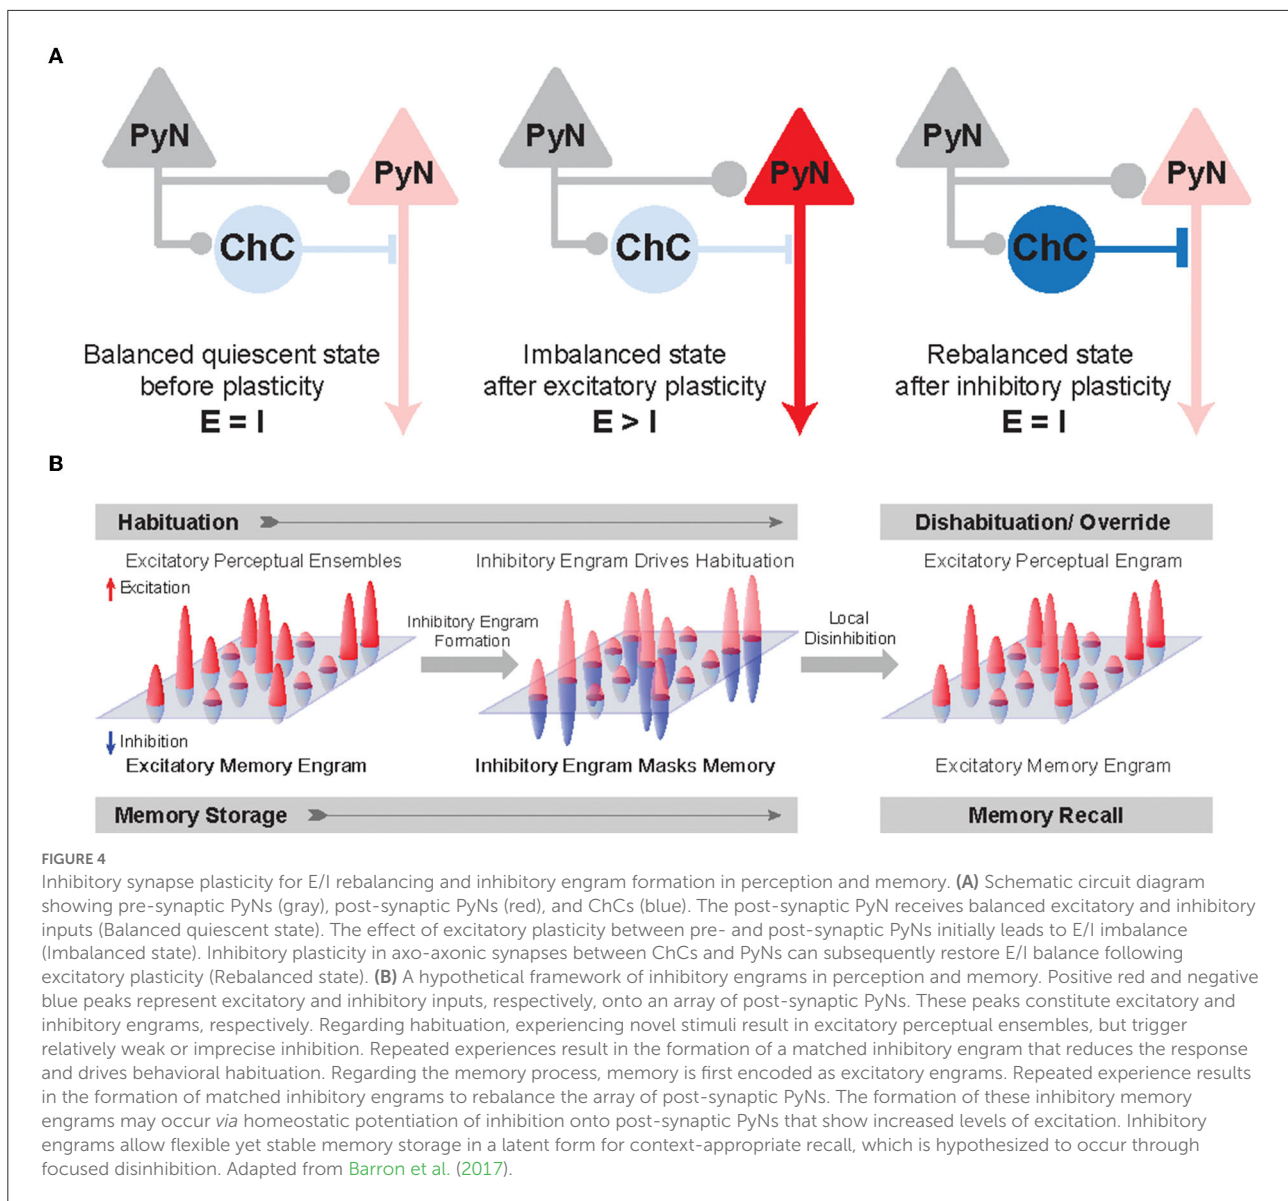 A
PyN
PyN
ChC
Balanced quiescent state
before plasticity
E = I
PyN
PyN
ChC
Imbalanced state
after excitatory plasticity
E > I
PyN
PyN
ChC
Rebalanced state
after inhibitory plasticity
E = I
B
Habituation
Dishabituation/ Override
Excitatory Perceptual Ensembles
Inhibitory Engram Drives Habituation
Excitatory Perceptual Engram
Excitation
Inhibitory Engram
Formation
Local
Disinhibition
Inhibition
Excitatory Memory Engram
Inhibitory Engram Masks Memory
Excitatory Memory Engram
Memory Storage
Memory Recall
FIGURE 4
Inhibitory synapse plasticity for E/I rebalancing and inhibitory engram formation in perception and memory. (A) Schematic circuit diagram
showing pre-synaptic PyNs (gray), post-synaptic PyNs (red), and ChCs (blue). The post-synaptic PyN receives balanced excitatory and inhibitory
inputs (Balanced quiescent state). The effect of excitatory plasticity between pre- and post-synaptic PyNs initially leads to E/I imbalance
(Imbalanced state). Inhibitory plasticity in axo-axonic synapses between ChCs and PyNs can subsequently restore E/I balance following
excitatory plasticity (Rebalanced state). (B) A hypothetical framework of inhibitory engrams in perception and memory. Positive red and negative
blue peaks represent excitatory and inhibitory inputs, respectively, onto an array of post-synaptic PyNs. These peaks constitute excitatory and
inhibitory engrams, respectively. Regarding habituation, experiencing novel stimuli result in excitatory perceptual ensembles, but trigger
relatively weak or imprecise inhibition. Repeated experiences result in the formation of a matched inhibitory engram that reduces the response
and drives behavioral habituation. Regarding the memory process, memory is first encoded as excitatory engrams. Repeated experience results
in the formation of matched inhibitory engrams to rebalance the array of post-synaptic PyNs. The formation of these inhibitory memory
engrams may occur via homeostatic potentiation of inhibition onto post-synaptic PyNs that show increased levels of excitation. Inhibitory
engrams allow flexible yet stable memory storage in a latent form for context-appropriate recall, which is hypothesized to occur through
focused disinhibition. Adapted from Barron et al. (2017).